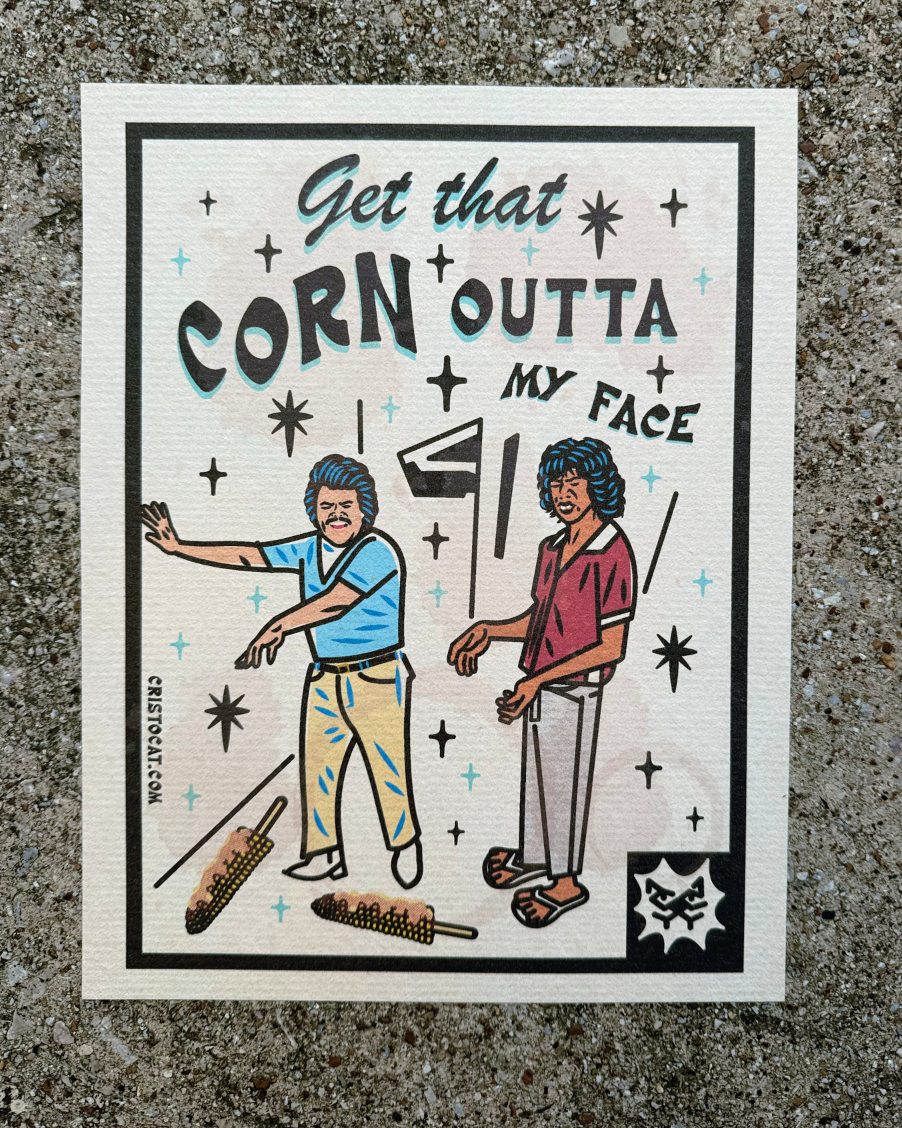 Get that
CORN OUTTA
MY FACE
CRISTOCAT.COM